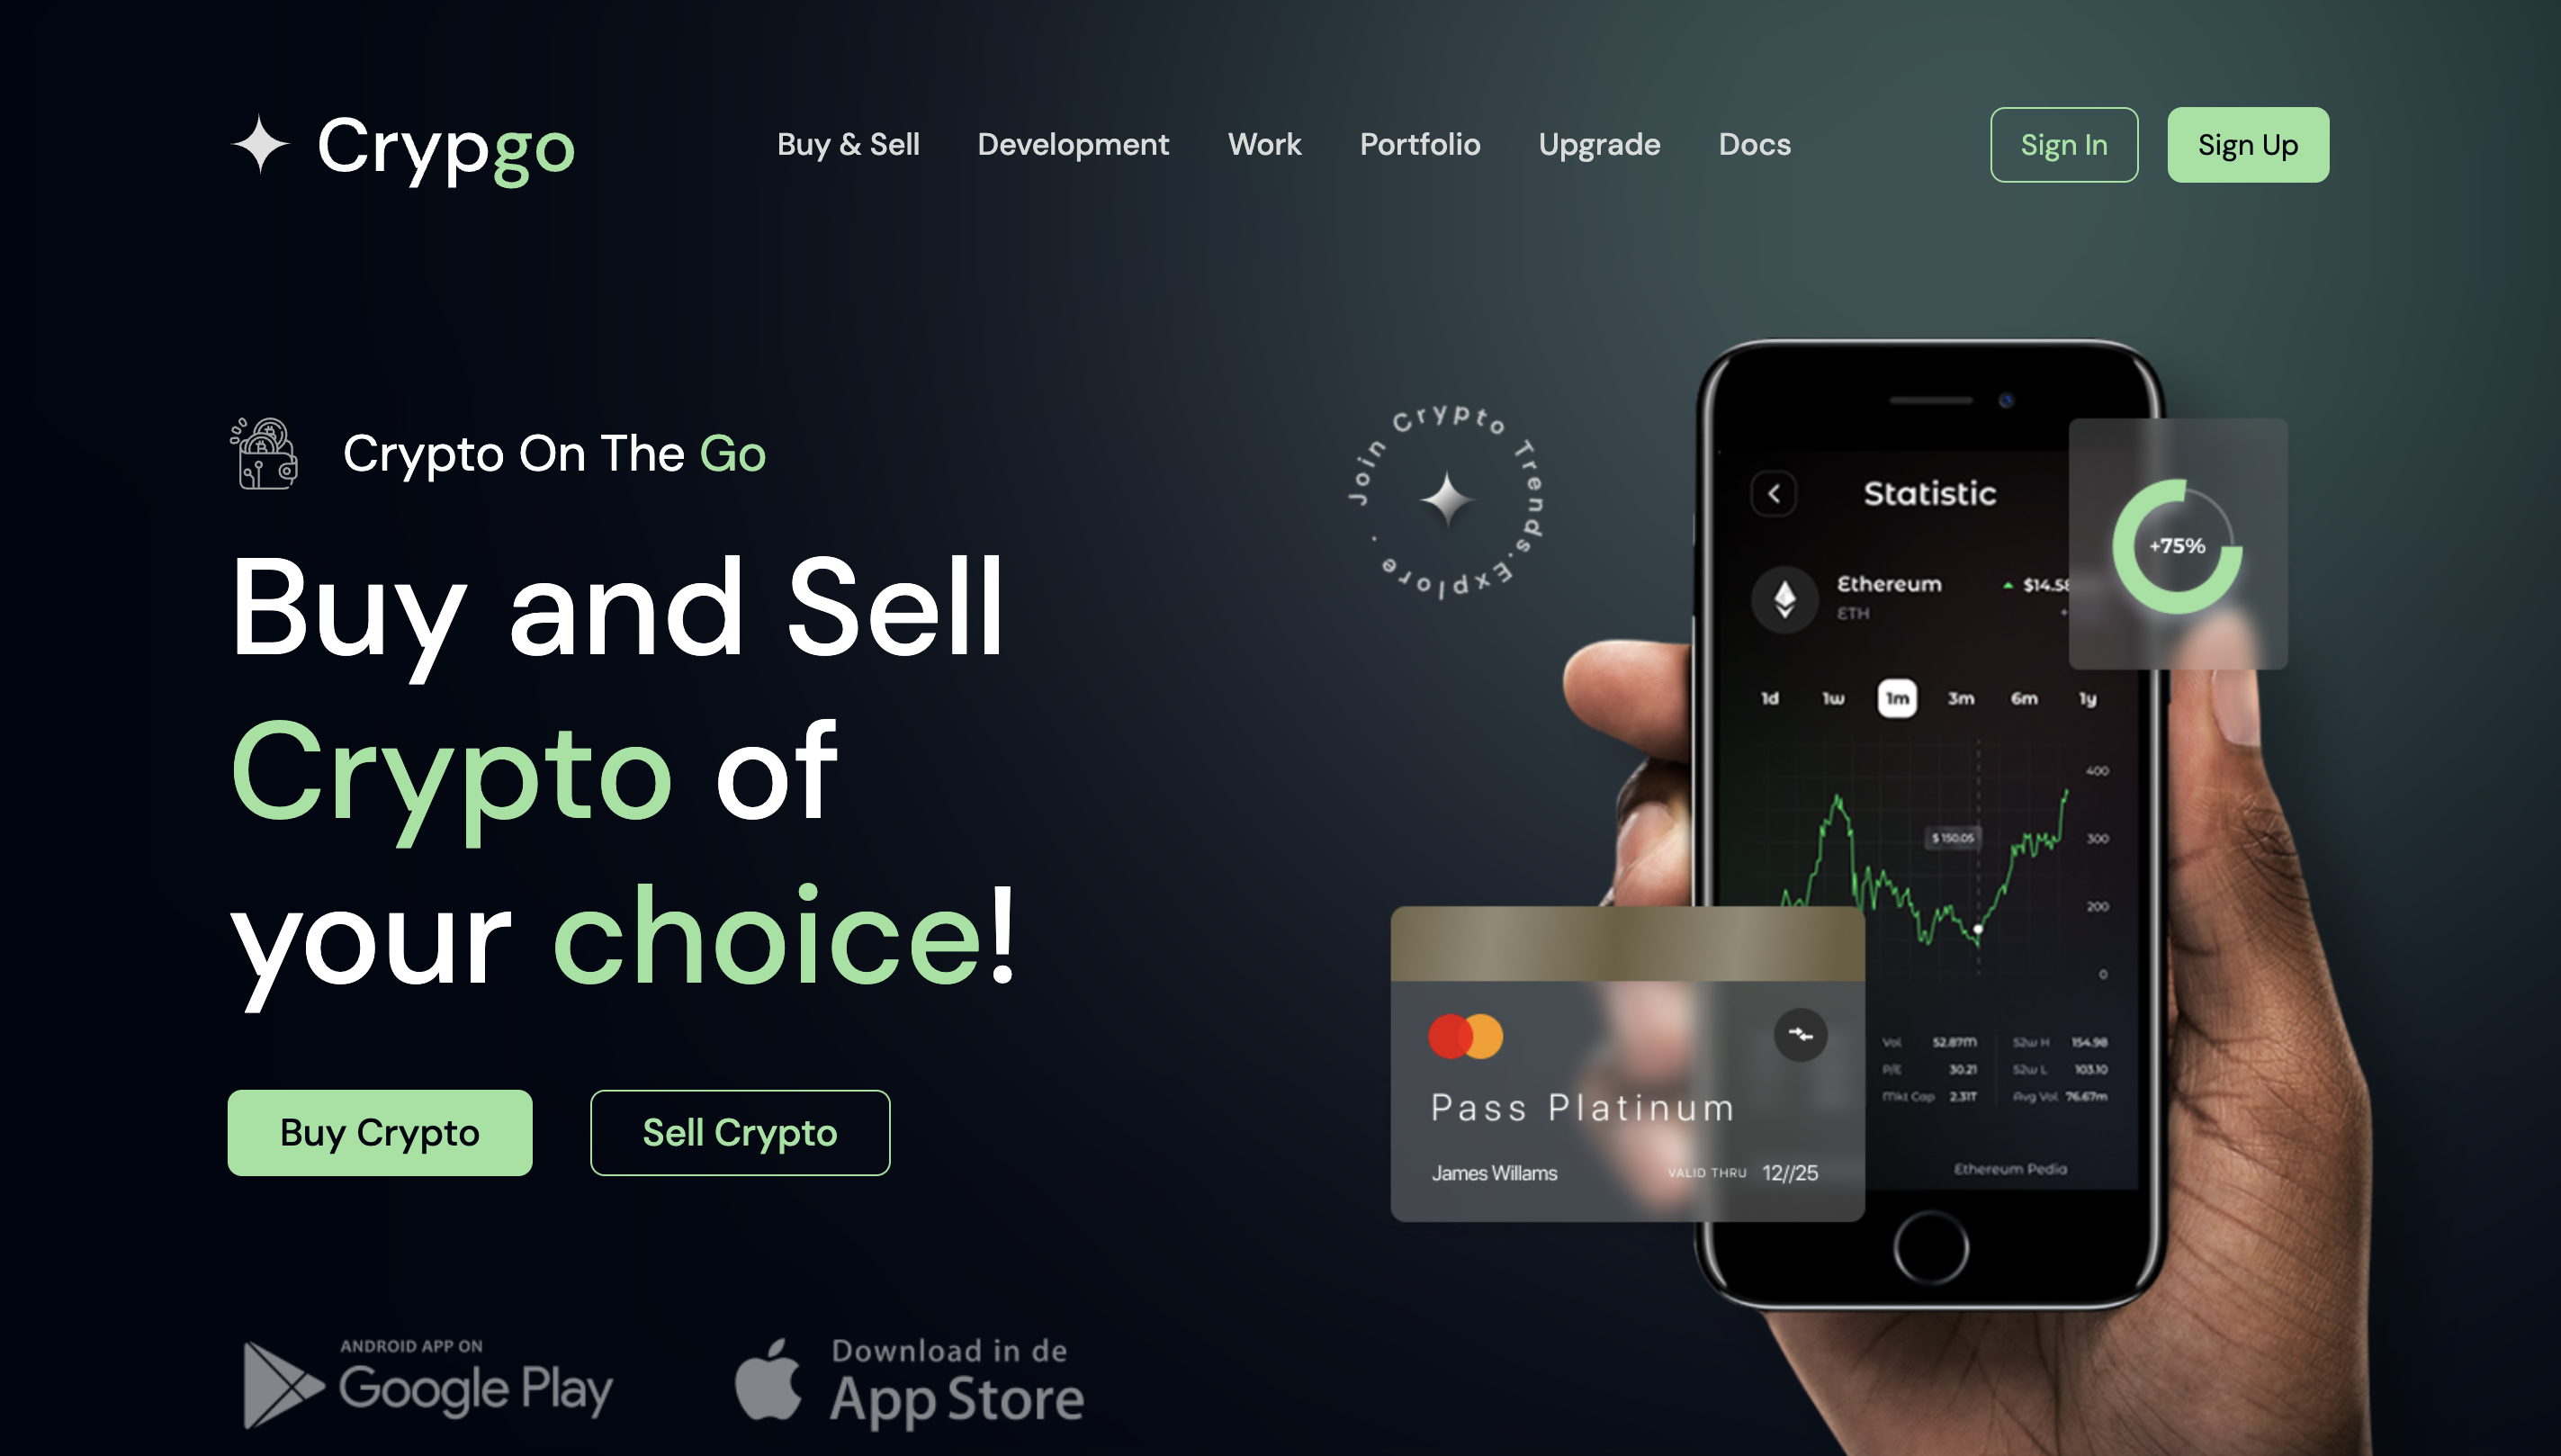 Crypgo
Buy & Sell
Development
Work
Portfolio
Upgrade
Docs
Sign In
Sign Up
Crypto On The Go
Buy and Sell
Crypto of
your choice!
Buy Crypto
Sell Crypto
ANDROID APP ON
Google Play
Download in de
App Store
Join Crypto Trends.Explore .
Statistic
+75%
Ethereum
$14.58
ETH
+
1d 1w 1m 3m 6m 1y
400
$ 150.05
300
200
0
Vol 52.87m 52w H 154.98
P/E 30.21 52w L 103.10
Mkt Cap 2.31T Avg Vol 76.67m
Ethereum Pedia
Pass Platinum
James Willams
VALID THRU 12//25